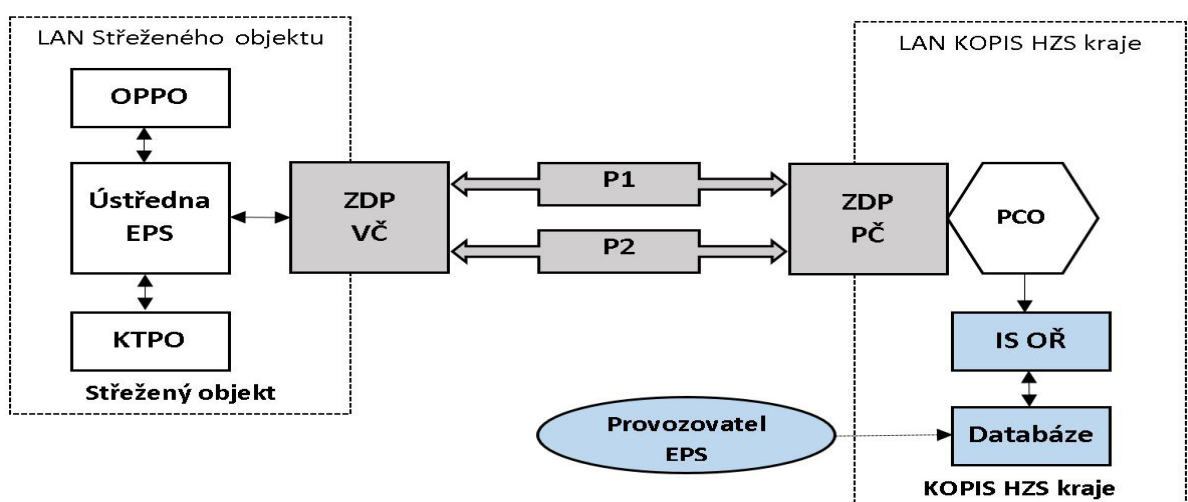 LAN Střeženého objektu
OPPO
Ústředna
EPS
KTPO
Střežený objekt
ZDP
VČ
P1
P2
LAN KOPIS HZS kraje
ZDP
PČ
PCO
IS OŘ
Databáze
Provozovatel
EPS
KOPIS HZS kraje